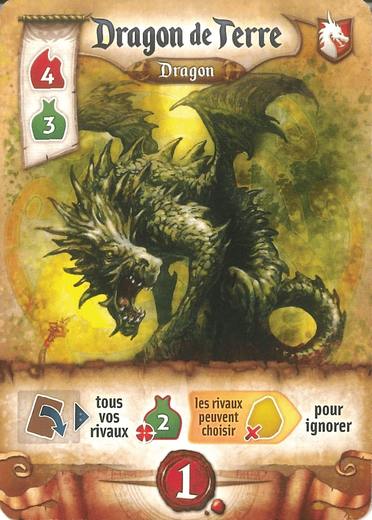 Dragon de Terre
Dragon
4
3
tous
vos
rivaux
2
les rivaux
peuvent
choisir
pour
ignorer
1